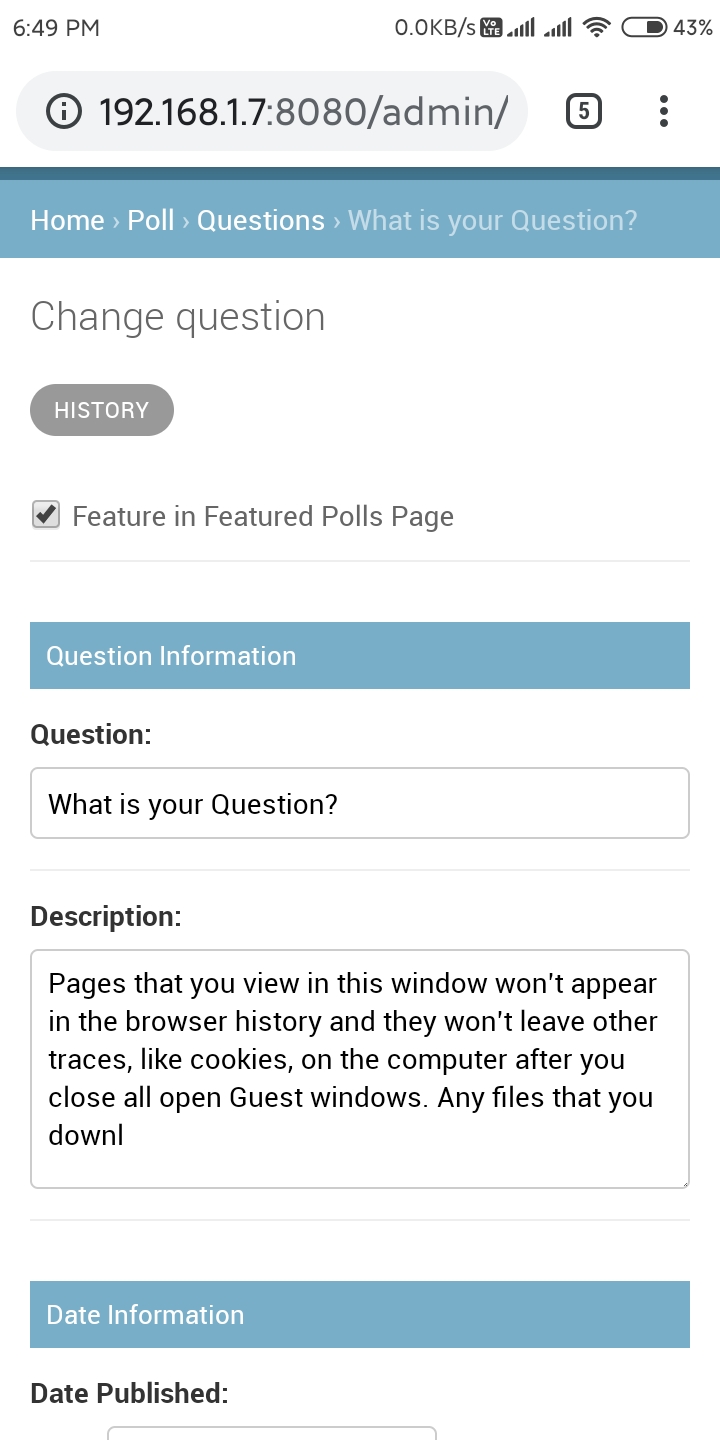 6:49 PM 0.0KB/s Vo LTE 43%
192.168.1.7:8080/admin/ 5
Home › Poll › Questions › What is your Question?
Change question
HISTORY
Feature in Featured Polls Page
Question Information
Question:
What is your Question?
Description:
Pages that you view in this window won't appear
in the browser history and they won't leave other
traces, like cookies, on the computer after you
close all open Guest windows. Any files that you
downl
Date Information
Date Published: